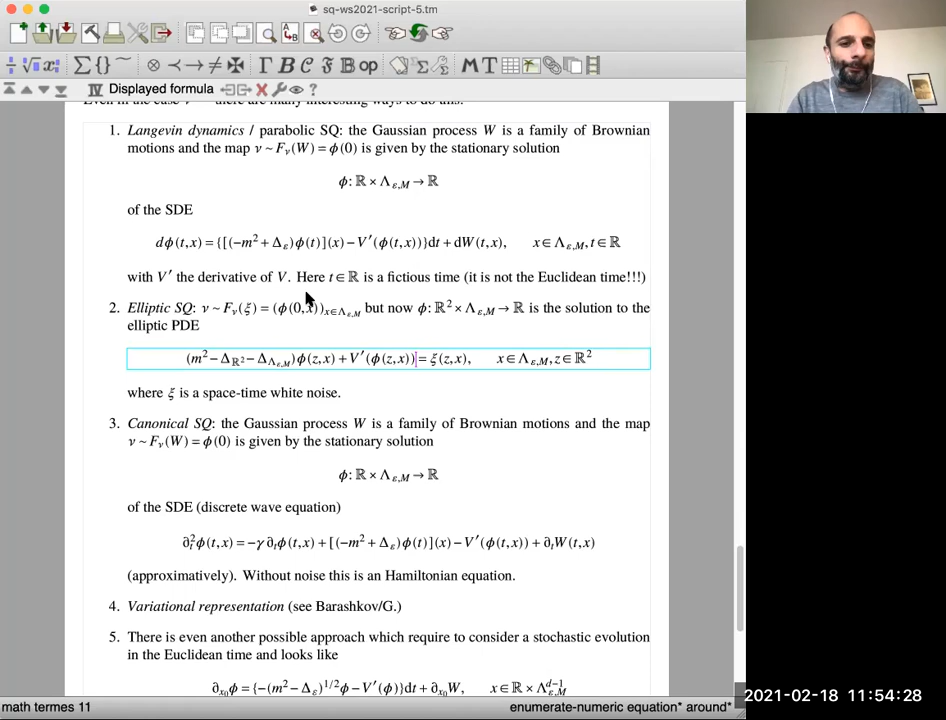 sq-ws2021-script-5.tm
Displayed formula
1. Langevin dynamics / parabolic SQ: the Gaussian process W is a family of Brownian
motions and the map ν ~ F_ν(W) = ϕ(0) is given by the stationary solution
ϕ: ℝ × Λ_{ε,M} → ℝ
of the SDE
dϕ(t,x) = {[(-m² + Δ_ε)ϕ(t)](x) - V′(ϕ(t,x))}dt + dW(t,x), x ∈ Λ_{ε,M}, t ∈ ℝ
with V′ the derivative of V. Here t ∈ ℝ is a fictious time (it is not the Euclidean time!!!)
2. Elliptic SQ: ν ~ F_ν(ξ) = (ϕ(0,x))_{x∈Λ_{ε,M}} but now ϕ: ℝ² × Λ_{ε,M} → ℝ is the solution to the
elliptic PDE
(m² - Δ_{ℝ²} - Δ_{Λ_{ε,M}})ϕ(z,x) + V′(ϕ(z,x)) = ξ(z,x), x ∈ Λ_{ε,M}, z ∈ ℝ²
where ξ is a space-time white noise.
3. Canonical SQ: the Gaussian process W is a family of Brownian motions and the map
ν ~ F_ν(W) = ϕ(0) is given by the stationary solution
ϕ: ℝ × Λ_{ε,M} → ℝ
of the SDE (discrete wave equation)
∂_t²ϕ(t,x) = -γ∂_tϕ(t,x) + [(-m² + Δ_ε)ϕ(t)](x) - V′(ϕ(t,x)) + ∂_tW(t,x)
(approximatively). Without noise this is an Hamiltonian equation.
4. Variational representation (see Barashkov/G.)
5. There is even another possible approach which require to consider a stochastic evolution
in the Euclidean time and looks like
∂_{x_0}ϕ = {-(m² - Δ_ε)^{1/2}ϕ - V′(ϕ)}dt + ∂_{x_0}W, x ∈ ℝ × Λ_{ε,M}^{d-1}
math termes 11
enumerate-numeric equation* around*
2021-02-18 11:54:28